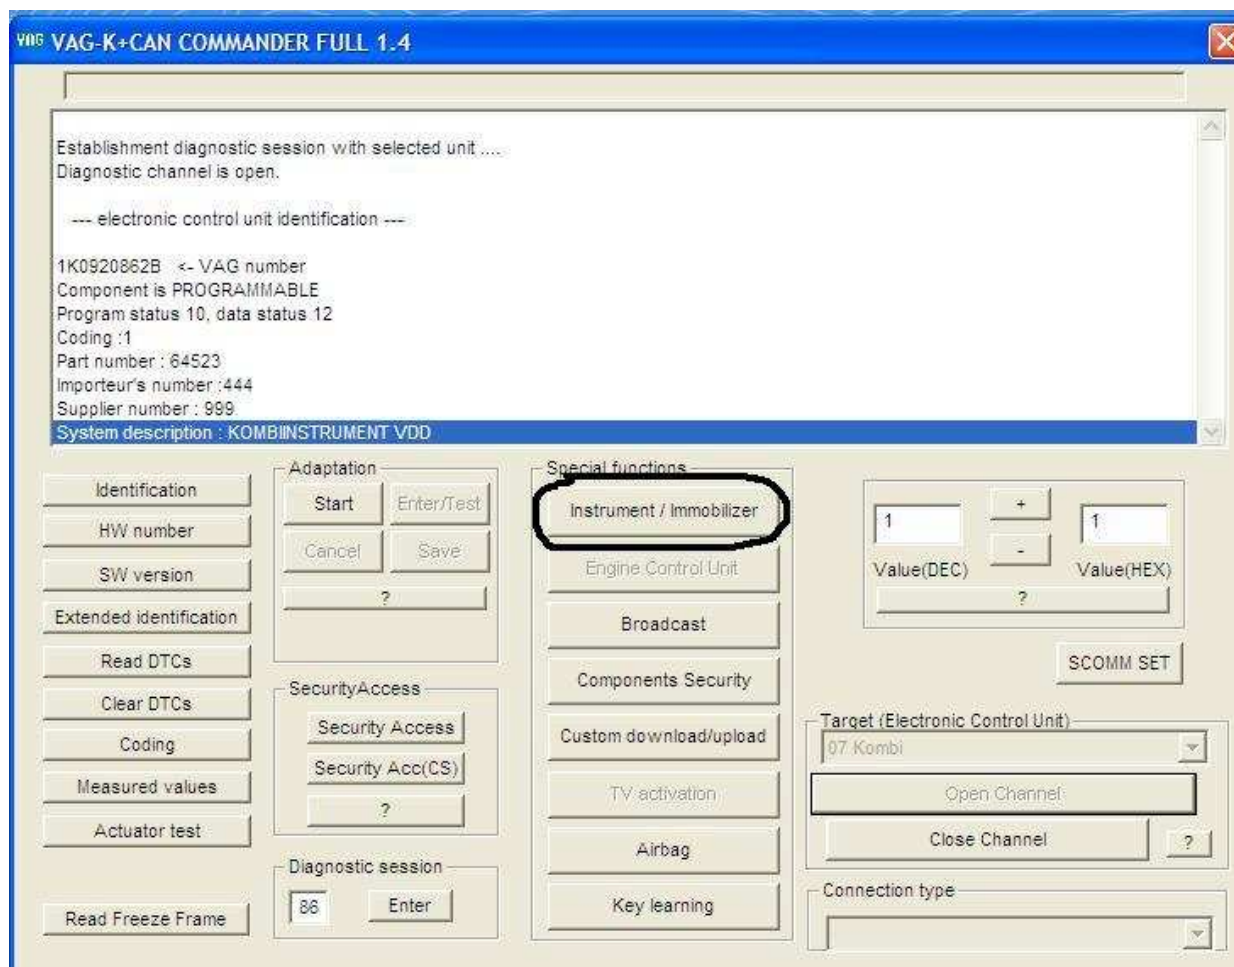 VAG VAG-K+CAN COMMANDER FULL 1.4
Establishment diagnostic session with selected unit ....
Diagnostic channel is open.
--- electronic control unit identification ---
1K0920862B <- VAG number
Component is PROGRAMMABLE
Program status 10, data status 12
Coding :1
Part number : 64523
Importeur's number :444
Supplier number : 999
System description : KOMBIINSTRUMENT VDD
Identification
HW number
SW version
Extended identification
Read DTCs
Clear DTCs
Coding
Measured values
Actuator test
Read Freeze Frame
Adaptation
Start
Enter/Test
Cancel
Save
?
SecurityAccess
Security Access
Security Acc(CS)
?
Diagnostic session
86
Enter
Special functions
Instrument / Immobilizer
Engine Control Unit
Broadcast
Components Security
Custom download/upload
TV activation
Airbag
Key learning
1
+
-
1
Value(DEC)
Value(HEX)
?
SCOMM SET
Target (Electronic Control Unit)
07 Kombi
Open Channel
Close Channel
?
Connection type